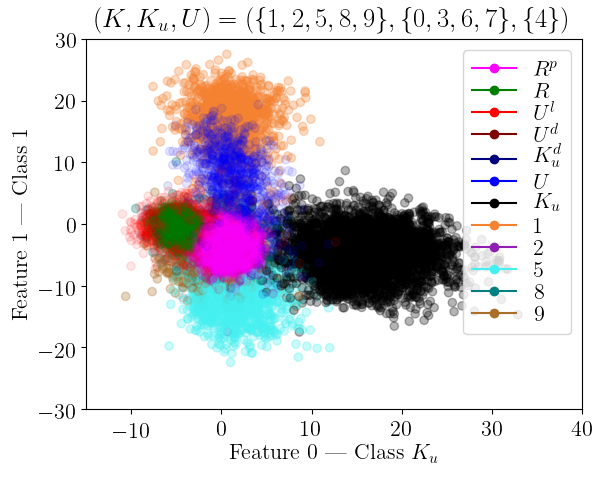 (K, K_u, U) = ({1, 2, 5, 8, 9}, {0, 3, 6, 7}, {4})
Feature 1 — Class 1
30
20
10
0
−10
−20
−30
−10
0
10
20
30
40
Feature 0 — Class K_u
R^p
R
U^l
U^d
K_u^d
U
K_u
1
2
5
8
9